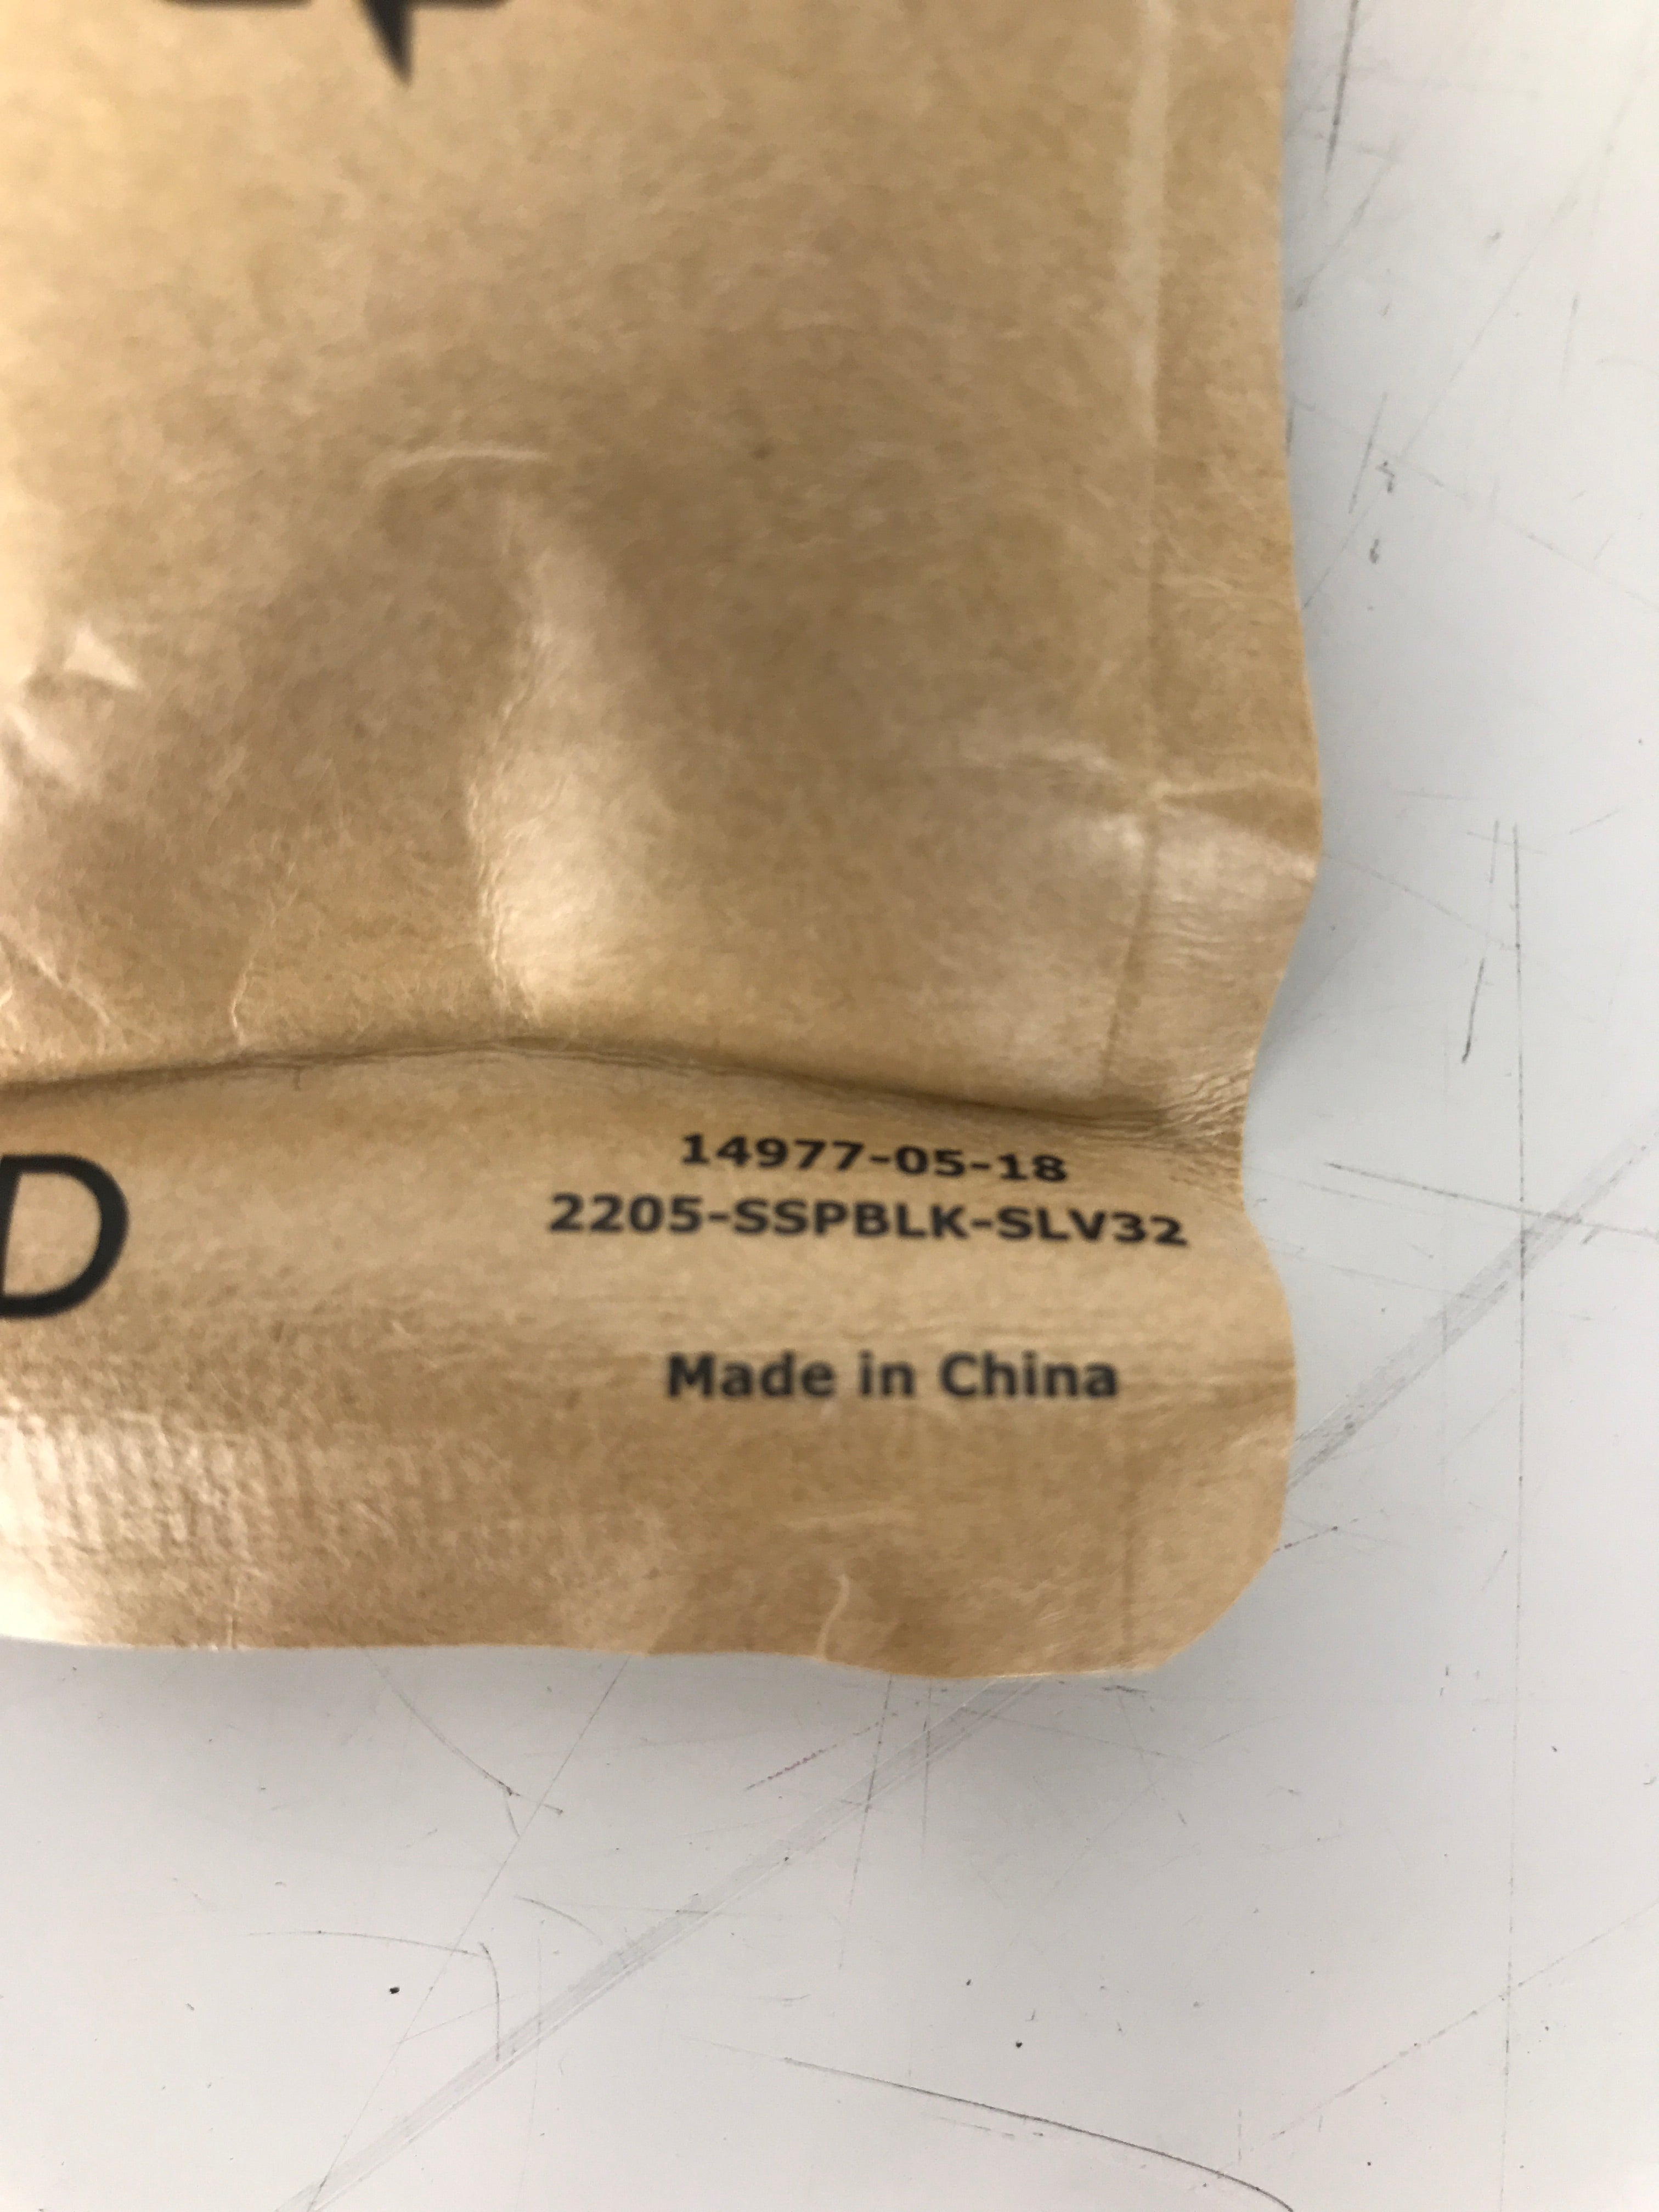 14977-05-18
2205-SSPBLK-SLV32
D
Made in China